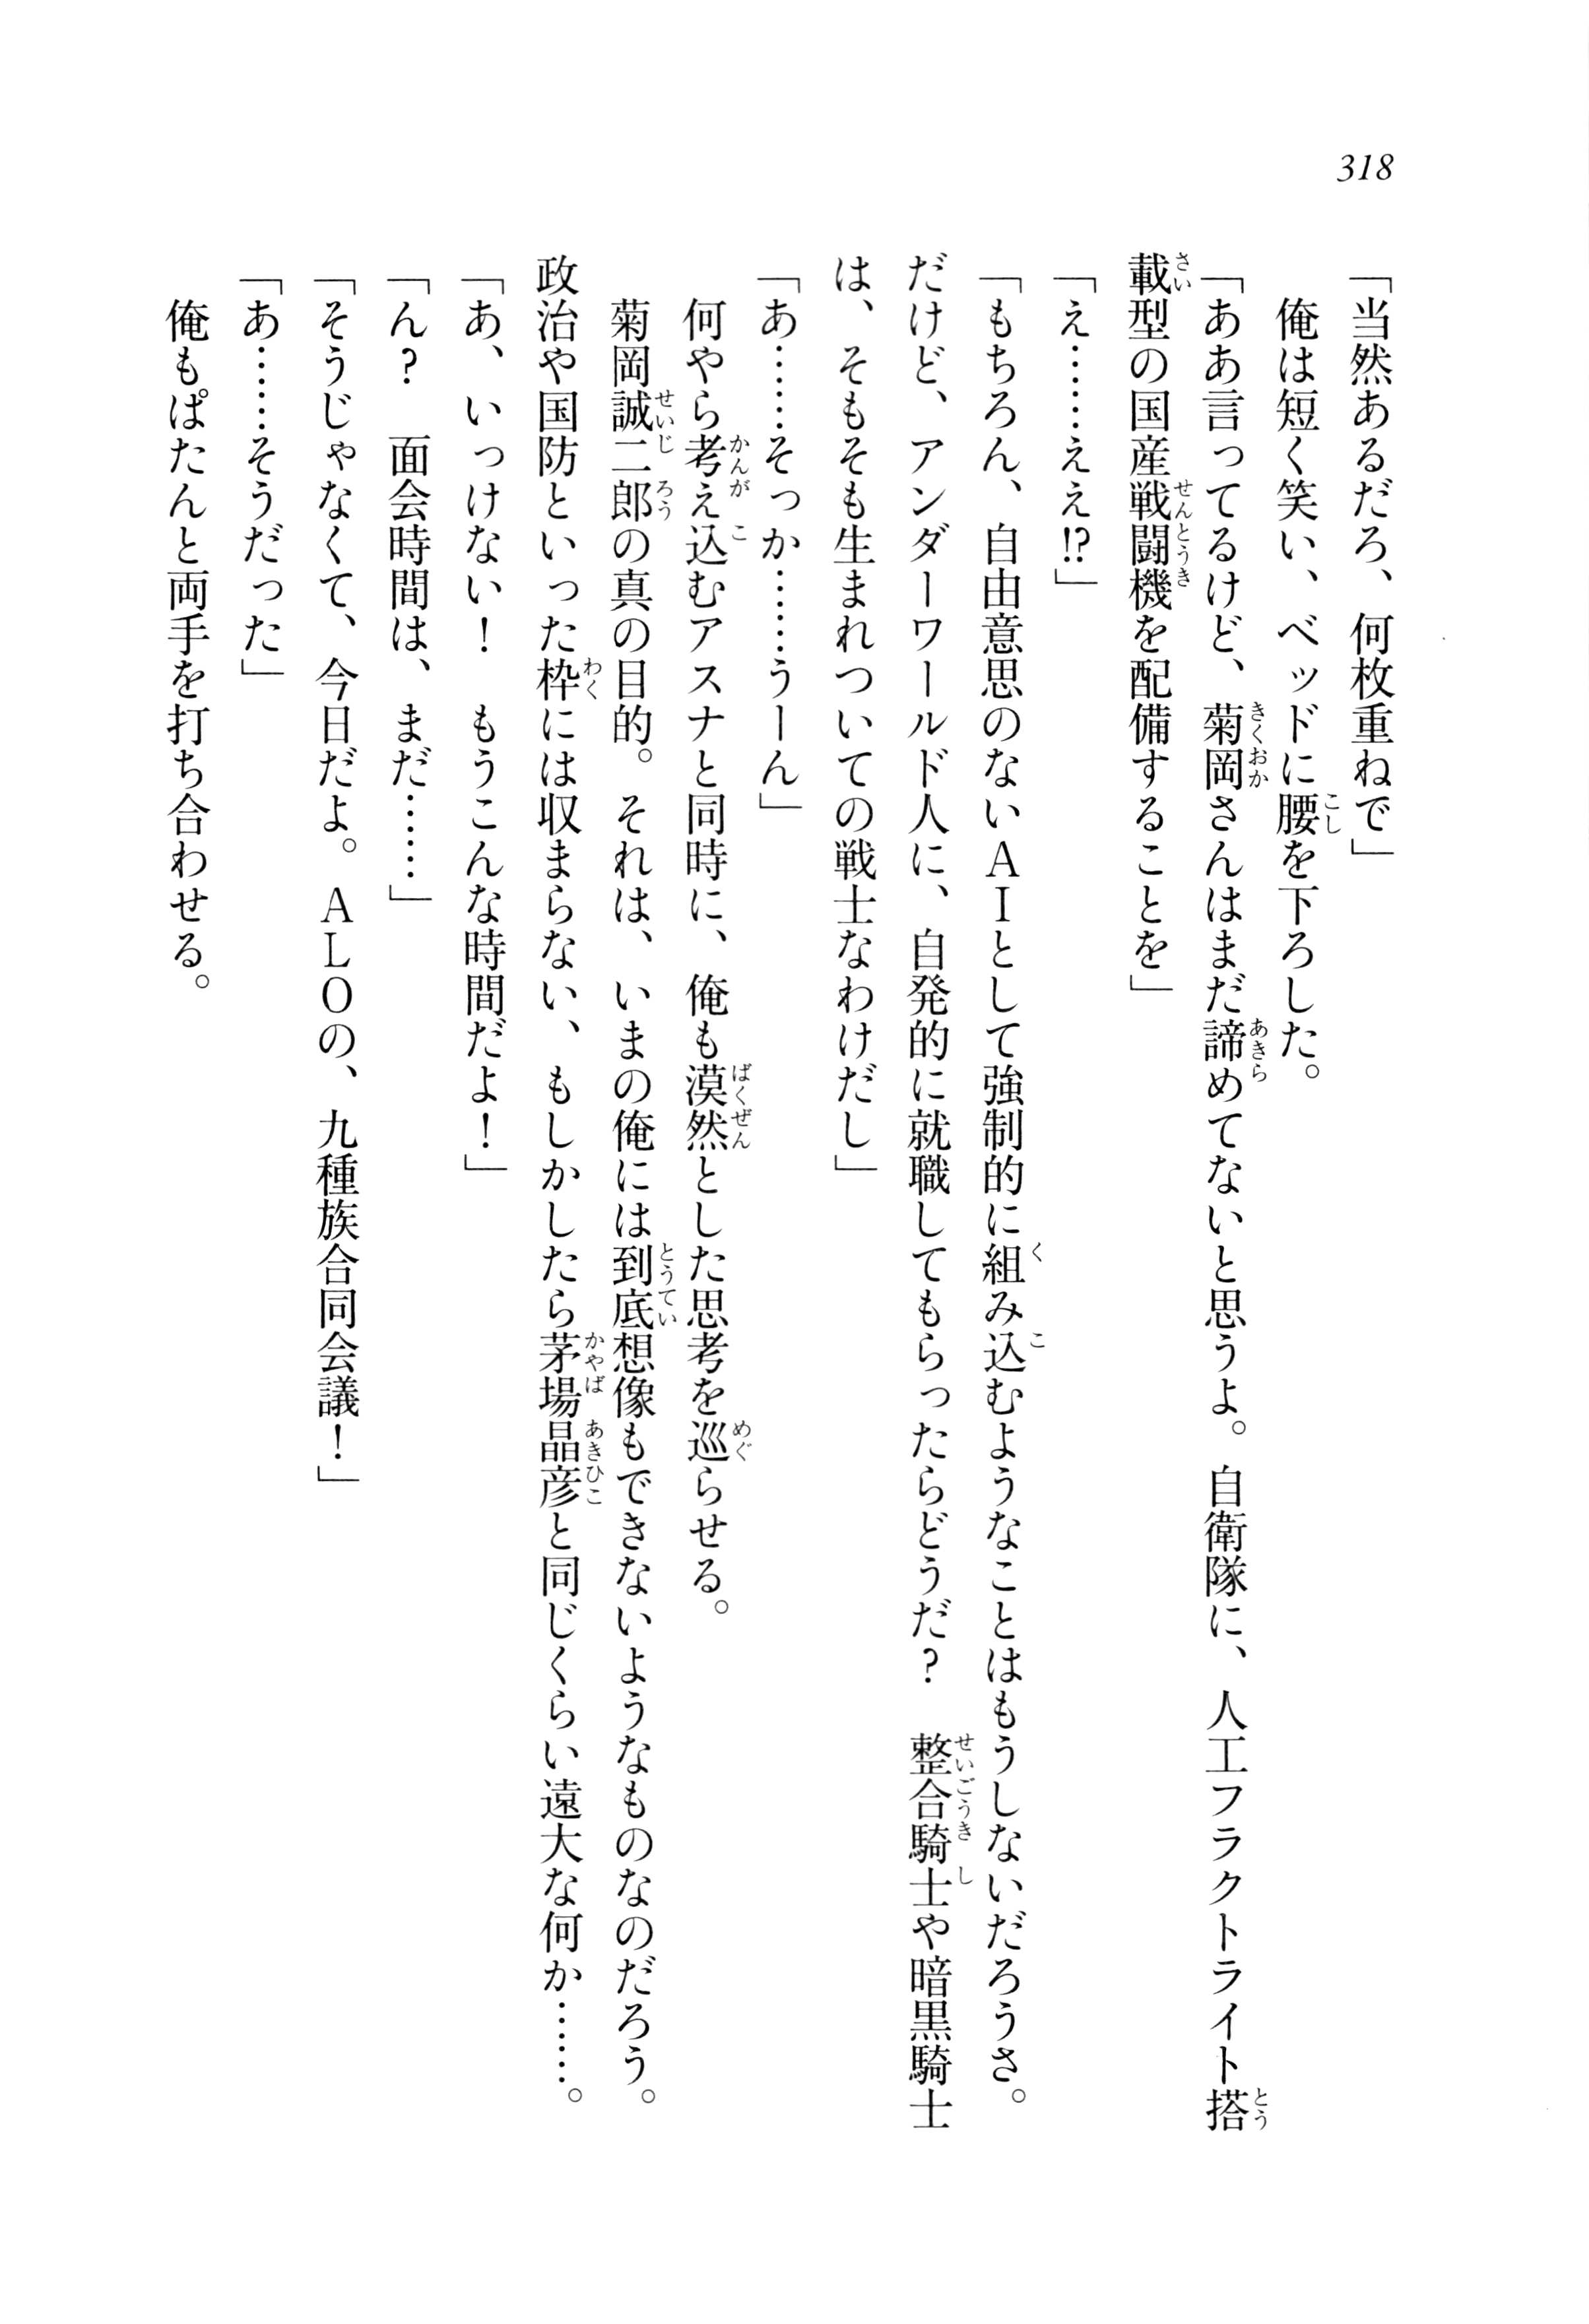 318
「当然あるだろ、何枚重ねで」
俺は短く笑い、ベッドに腰を下ろした。
「ああ言ってるけど、菊岡さんはまだ諦めてないと思うよ。自衛隊に、人工フラクトライト搭
載型の国産戦闘機を配備することを」
「え……ええ⁉」
「もちろん、自由意思のないＡＩとして強制的に組み込むようなことはもうしないだろうさ。
だけど、アンダーワールド人に、自発的に就職してもらったらどうだ？　整合騎士や暗黒騎士
は、そもそも生まれついての戦士なわけだし」
「あ……そっか……うーん」
何やら考え込むアスナと同時に、俺も漠然とした思考を巡らせる。
菊岡誠二郎の真の目的。それは、いまの俺には到底想像もできないようなものなのだろう。
政治や国防といった枠には収まらない、もしかしたら茅場晶彦と同じくらい遠大な何か……。
「あ、いっけない！　もうこんな時間だよ！」
「ん？　面会時間は、まだ……」
「そうじゃなくて、今日だよ。ＡＬＯの、九種族合同会議！」
「あ……そうだった」
俺もぱたんと両手を打ち合わせる。